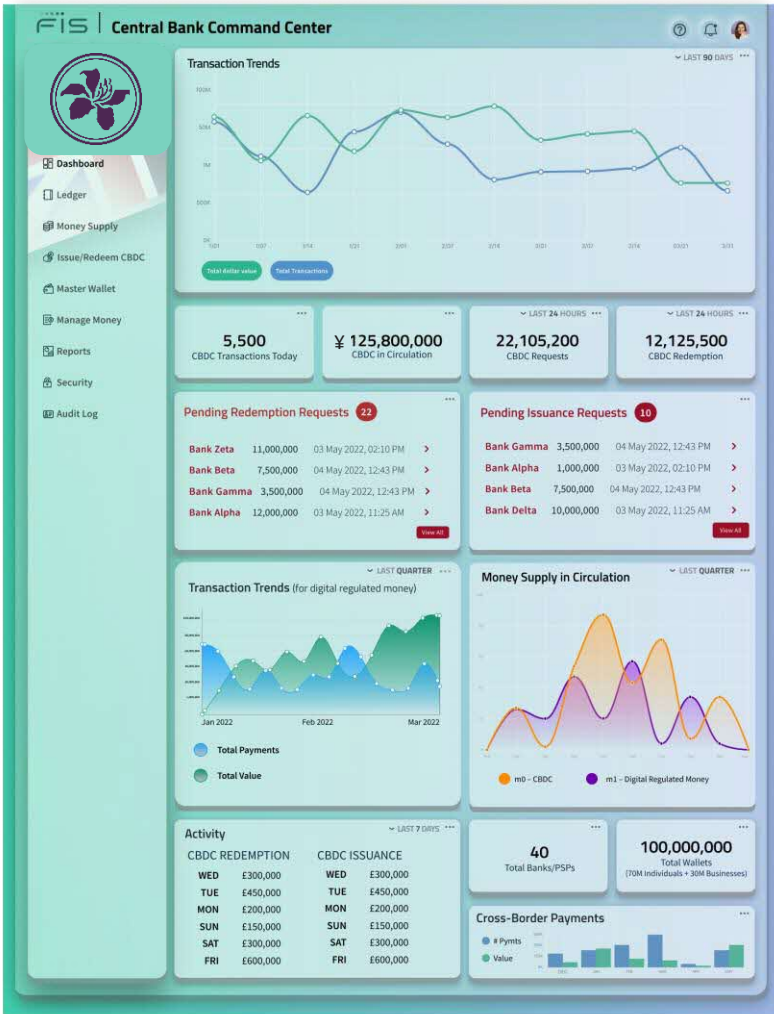 FIS
Central Bank Command Center
Dashboard
Ledger
Money Supply
Issue/Redeem CBDC
Master Wallet
Manage Money
Reports
Security
Audit Log
Transaction Trends
LAST 90 DAYS
Total dollar value
Total Transactions
5,500
CBDC Transactions Today
¥ 125,800,000
CBDC in Circulation
LAST 24 HOURS
22,105,200
CBDC Requests
LAST 24 HOURS
12,125,500
CBDC Redemption
Pending Redemption Requests 22
Bank Zeta 11,000,000 03 May 2022, 02:10 PM
Bank Beta 7,500,000 04 May 2022, 12:43 PM
Bank Gamma 3,500,000 04 May 2022, 12:43 PM
Bank Alpha 12,000,000 03 May 2022, 11:25 AM
View All
Pending Issuance Requests 10
Bank Gamma 3,500,000 04 May 2022, 12:43 PM
Bank Alpha 1,000,000 03 May 2022, 02:10 PM
Bank Beta 7,500,000 04 May 2022, 12:43 PM
Bank Delta 10,000,000 03 May 2022, 11:25 AM
View All
LAST QUARTER
Transaction Trends (for digital regulated money)
Jan 2022 Feb 2022 Mar 2022
Total Payments
Total Value
Money Supply in Circulation
LAST QUARTER
m0 - CBDC
m1 - Digital Regulated Money
Activity
LAST 7 DAYS
CBDC REDEMPTION CBDC ISSUANCE
WED £300,000 WED £300,000
TUE £450,000 TUE £450,000
MON £200,000 MON £200,000
SUN £150,000 SUN £150,000
SAT £300,000 SAT £300,000
FRI £600,000 FRI £600,000
40
Total Banks/PSPs
100,000,000
Total Wallets
(70M Individuals + 30M Businesses)
Cross-Border Payments
# Pymts
Value